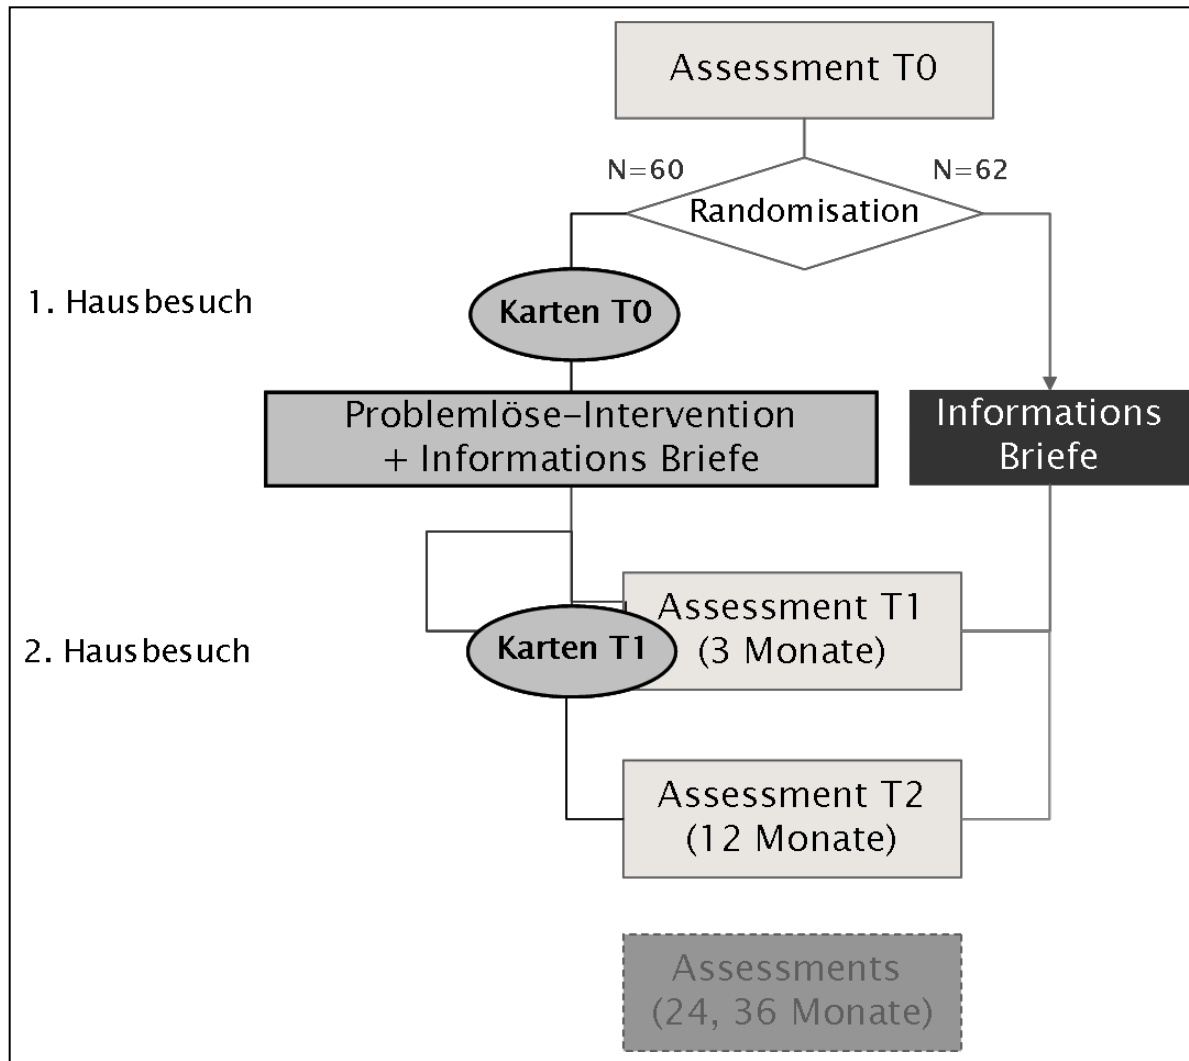 Assessment T0
N=60
N=62
Randomisation
1. Hausbesuch
Karten T0
Problemlöse-Intervention
+ Informations Briefe
Informations
Briefe
Assessment T1
(3 Monate)
2. Hausbesuch
Karten T1
Assessment T2
(12 Monate)
Assessments
(24, 36 Monate)